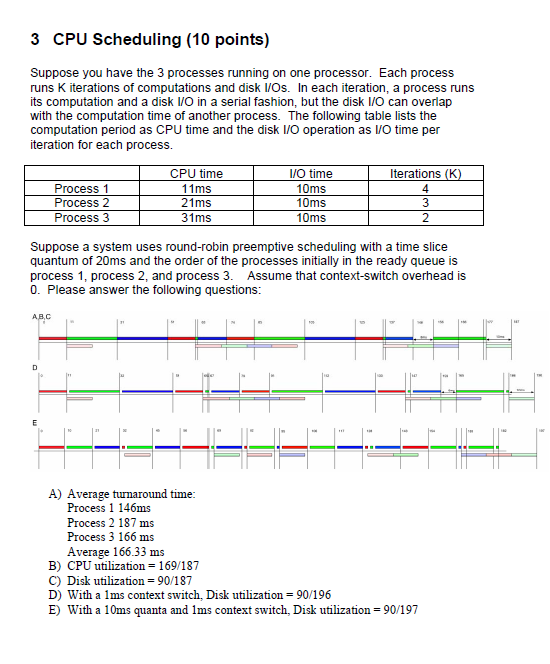 3 CPU Scheduling (10 points)
Suppose you have the 3 processes running on one processor. Each process
runs K iterations of computations and disk I/Os. In each iteration, a process runs
its computation and a disk I/O in a serial fashion, but the disk I/O can overlap
with the computation time of another process. The following table lists the
computation period as CPU time and the disk I/O operation as I/O time per
iteration for each process.
CPU time I/O time Iterations (K)
Process 1 11ms 10ms 4
Process 2 21ms 10ms 3
Process 3 31ms 10ms 2
Suppose a system uses round-robin preemptive scheduling with a time slice
quantum of 20ms and the order of the processes initially in the ready queue is
process 1, process 2, and process 3. Assume that context-switch overhead is
0. Please answer the following questions:
A,B,C
D
E
A) Average turnaround time:
Process 1 146ms
Process 2 187 ms
Process 3 166 ms
Average 166.33 ms
B) CPU utilization = 169/187
C) Disk utilization = 90/187
D) With a 1ms context switch, Disk utilization = 90/196
E) With a 10ms quanta and 1ms context switch, Disk utilization = 90/197